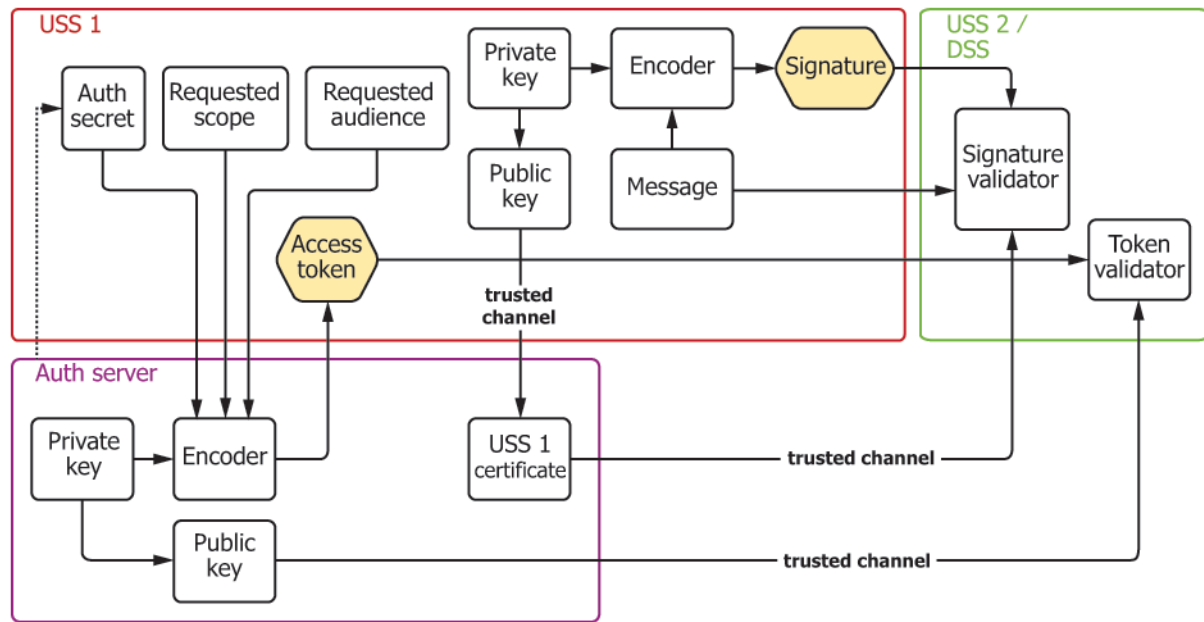 USS 1
USS 2 /
DSS
Private
key
Encoder
Signature
Auth
secret
Requested
scope
Requested
audience
Public
key
Message
Signature
validator
Access
token
Token
validator
trusted
channel
Auth server
Private
key
Encoder
USS 1
certificate
trusted channel
Public
key
trusted channel